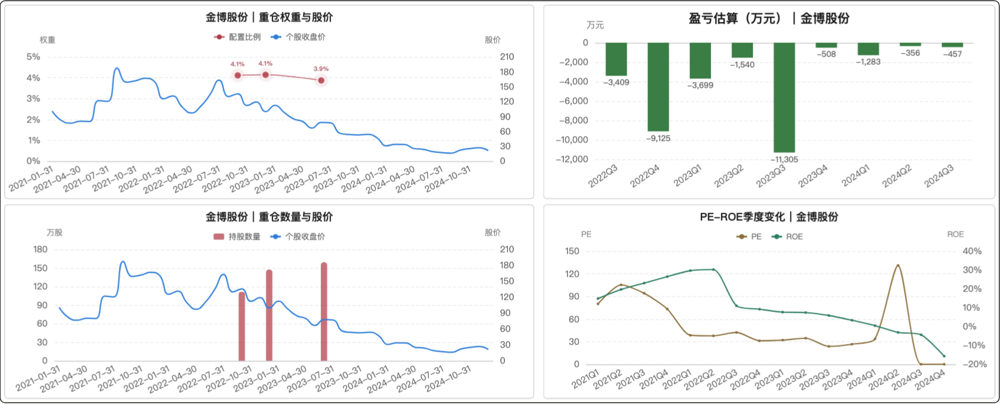 金博股份｜重仓权重与股价
配置比例 个股收盘价
权重 股价
5% 210
4% 180
3% 150
2% 120
1% 90
0% 60
30
0
4.1% 4.1% 3.9%
2021-01-31 2021-04-30 2021-07-31 2021-10-31 2022-01-31 2022-04-30 2022-07-31 2022-10-31 2023-01-31 2023-04-30 2023-07-31 2023-10-31 2024-01-31 2024-04-30 2024-07-31 2024-10-31
盈亏估算（万元）｜金博股份
万元
0
-2,000
-4,000
-6,000
-8,000
-10,000
-12,000
-3,409 -9,125 -3,699 -1,540 -11,305 -508 -1,283 -356 -457
2022Q3 2022Q4 2023Q1 2023Q2 2023Q3 2023Q4 2024Q1 2024Q2 2024Q3
金博股份｜重仓数量与股价
持股数量 个股收盘价
万股 股价
180 210
150 180
120 150
90 120
60 90
30 60
0 30
0
2021-01-31 2021-04-30 2021-07-31 2021-10-31 2022-01-31 2022-04-30 2022-07-31 2022-10-31 2023-01-31 2023-04-30 2023-07-31 2023-10-31 2024-01-31 2024-04-30 2024-07-31 2024-10-31
PE-ROE季度变化｜金博股份
PE ROE
PE ROE
150 40%
120 30%
90 20%
60 10%
30 0%
0 -10%
-20%
2021Q1 2021Q2 2021Q3 2021Q4 2022Q1 2022Q2 2022Q3 2022Q4 2023Q1 2023Q2 2023Q3 2023Q4 2024Q1 2024Q2 2024Q3 2024Q4